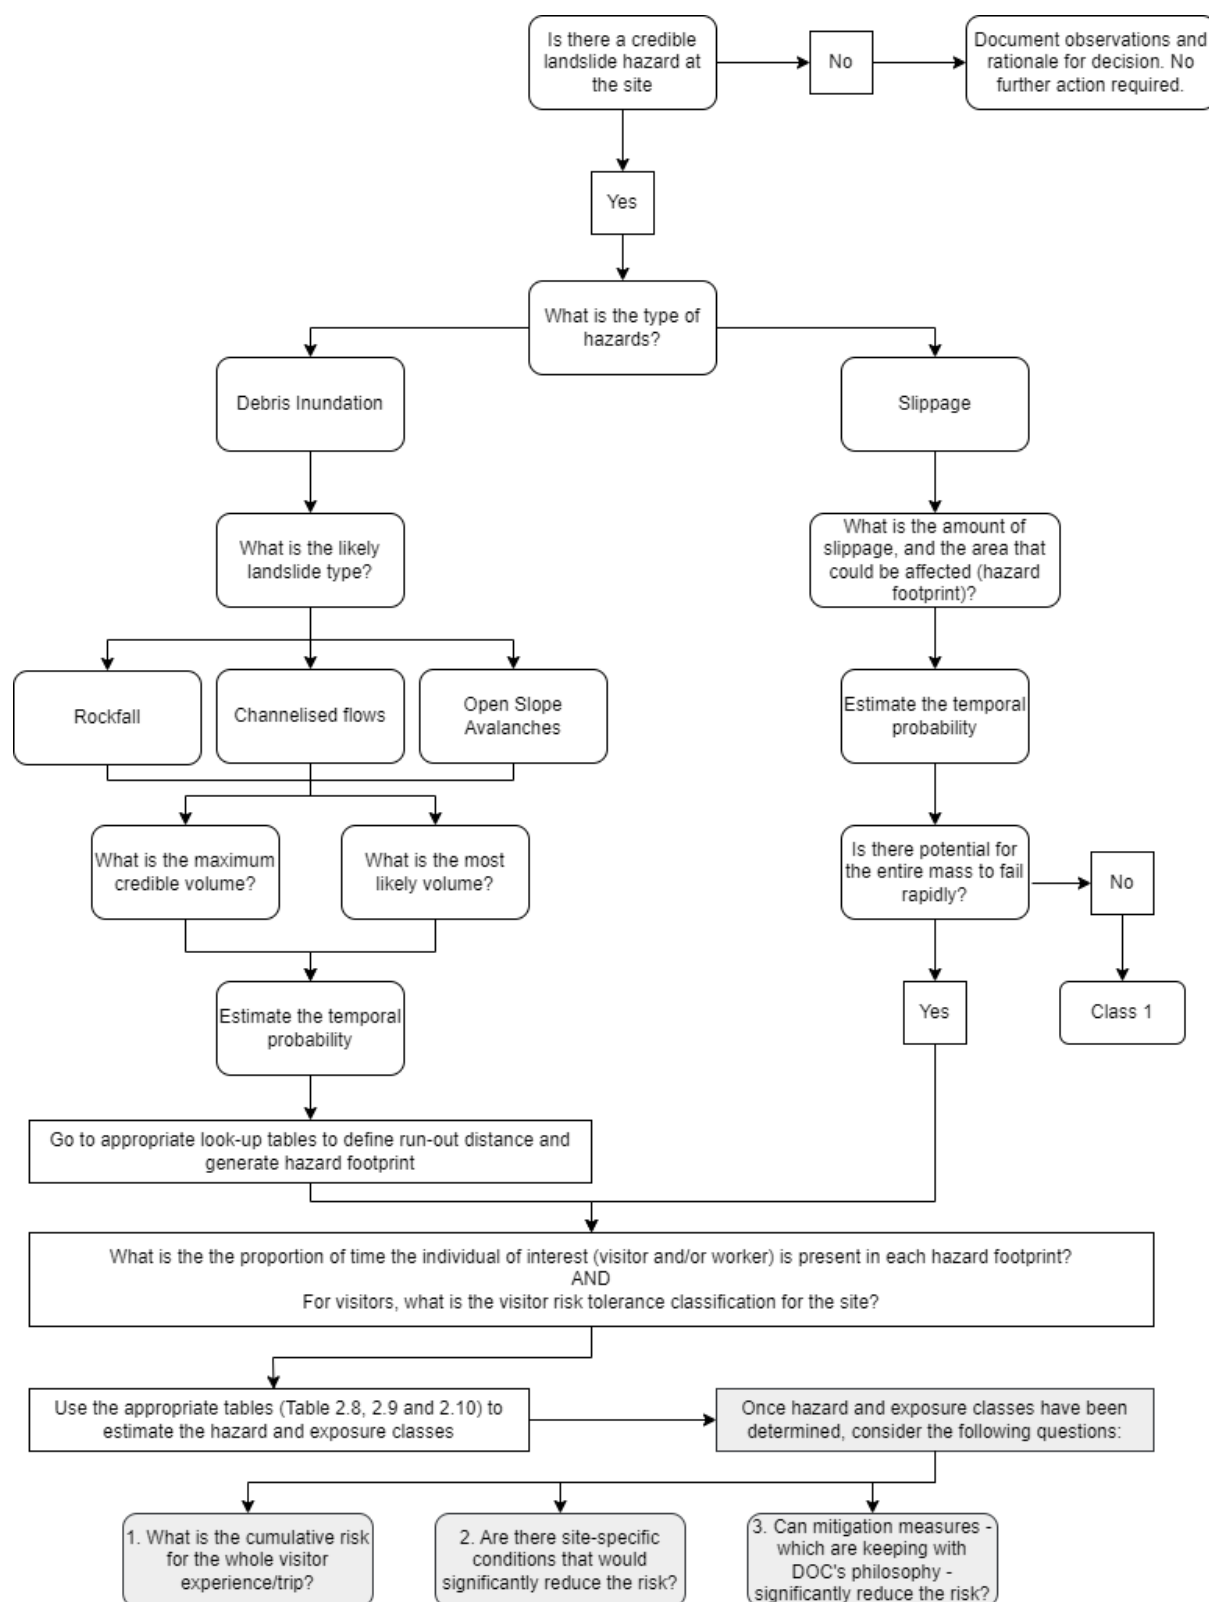 Is there a credible
landslide hazard at
the site
No
Document observations and
rationale for decision. No
further action required.
Yes
What is the type of
hazards?
Debris Inundation
Slippage
What is the likely
landslide type?
What is the amount of
slippage, and the area that
could be affected (hazard
footprint)?
Rockfall
Channelised flows
Open Slope
Avalanches
Estimate the temporal
probability
What is the maximum
credible volume?
What is the most
likely volume?
Is there potential for
the entire mass to fail
rapidly?
No
Estimate the temporal
probability
Yes
Class 1
Go to appropriate look-up tables to define run-out distance and
generate hazard footprint
What is the the proportion of time the individual of interest (visitor and/or worker) is present in each hazard footprint?
AND
For visitors, what is the visitor risk tolerance classification for the site?
Use the appropriate tables (Table 2.8, 2.9 and 2.10) to
estimate the hazard and exposure classes
Once hazard and exposure classes have been
determined, consider the following questions:
1. What is the cumulative risk
for the whole visitor
experience/trip?
2. Are there site-specific
conditions that would
significantly reduce the risk?
3. Can mitigation measures -
which are keeping with
DOC's philosophy -
significantly reduce the risk?